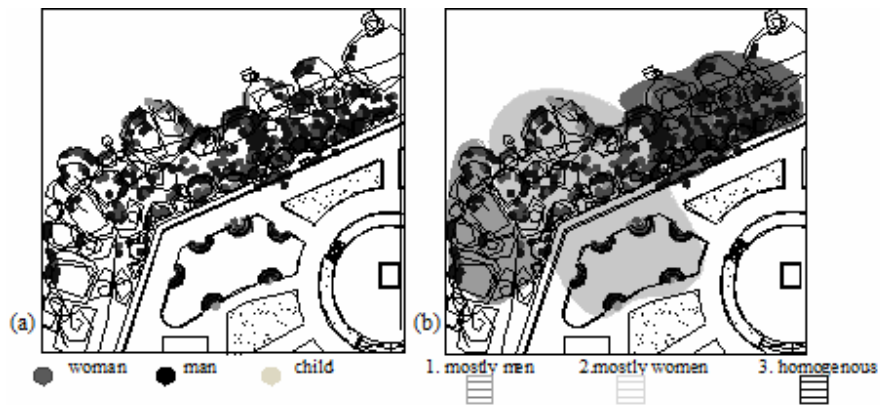 (a)
(b)
woman man child
1. mostly men 2.mostly women 3. homogenous